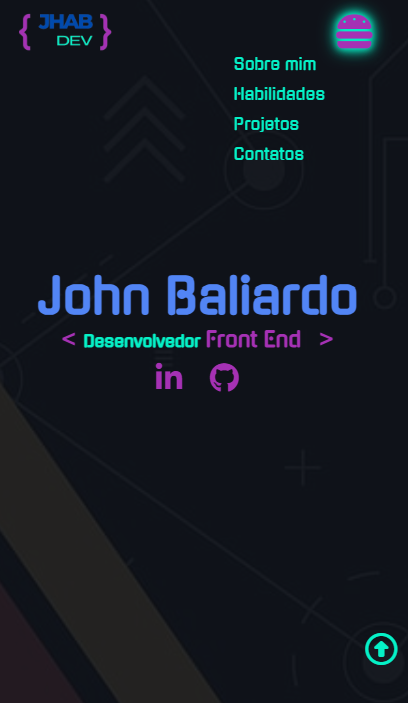 { JHAB
DEV }
Sobre mim
Habilidades
Projetos
Contatos
John Baliardo
< Desenvolvedor Front End >
in